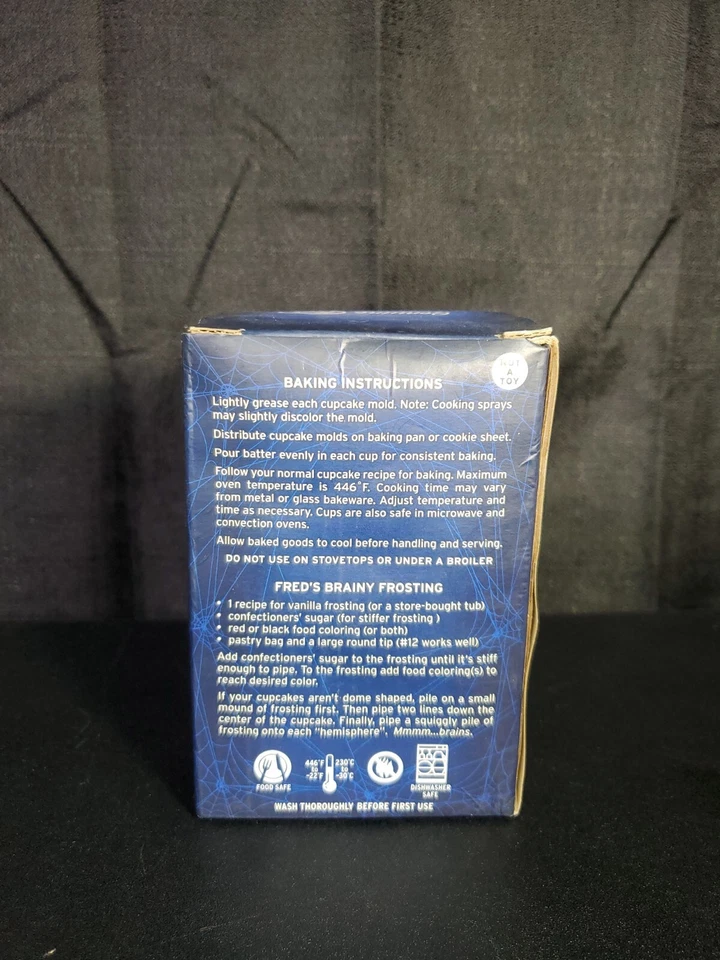 BAKING INSTRUCTIONS
NOT
A
TOY
Lightly grease each cupcake mold. Note: Cooking sprays
may slightly discolor the mold.
Distribute cupcake molds on baking pan or cookie sheet.
Pour batter evenly in each cup for consistent baking.
Follow your normal cupcake recipe for baking. Maximum
oven temperature is 446°F. Cooking time may vary
from metal or glass bakeware. Adjust temperature and
time as necessary. Cups are also safe in microwave and
convection ovens.
Allow baked goods to cool before handling and serving.
DO NOT USE ON STOVETOPS OR UNDER A BROILER
FRED'S BRAINY FROSTING
• 1 recipe for vanilla frosting (or a store-bought tub)
• confectioners' sugar (for stiffer frosting )
• red or black food coloring (or both)
• pastry bag and a large round tip (#12 works well)
Add confectioners' sugar to the frosting until it's stiff
enough to pipe. To the frosting add food coloring(s) to
reach desired color.
If your cupcakes aren't dome shaped, pile on a small
mound of frosting first. Then pipe two lines down the
center of the cupcake. Finally, pipe a squiggly pile of
frosting onto each "hemisphere". Mmmm...brains.
446°F 230°C
to to
-22°F -30°C
FOOD SAFE
DISHWASHER
SAFE
WASH THOROUGHLY BEFORE FIRST USE